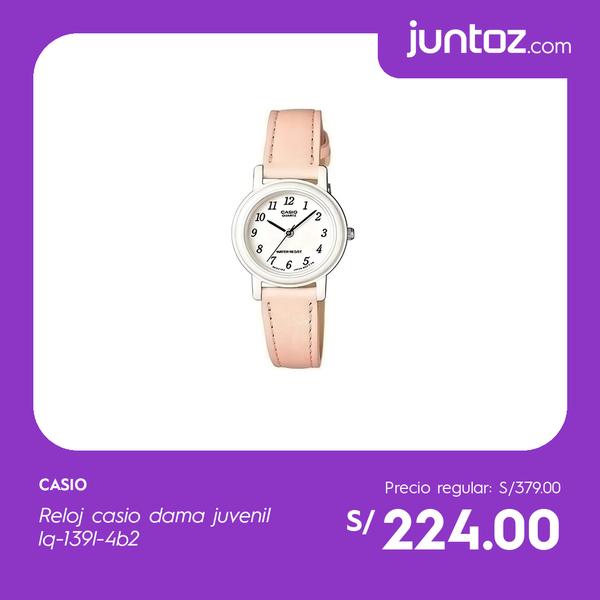 juntoz.com
12
11
1
10
2
9
3
8
4
7
5
6
CASIO
QUARTZ
WATER RESIST
CASIO
Reloj casio dama juvenil
lq-139l-4b2
Precio regular: S/379.00
S/ 224.00